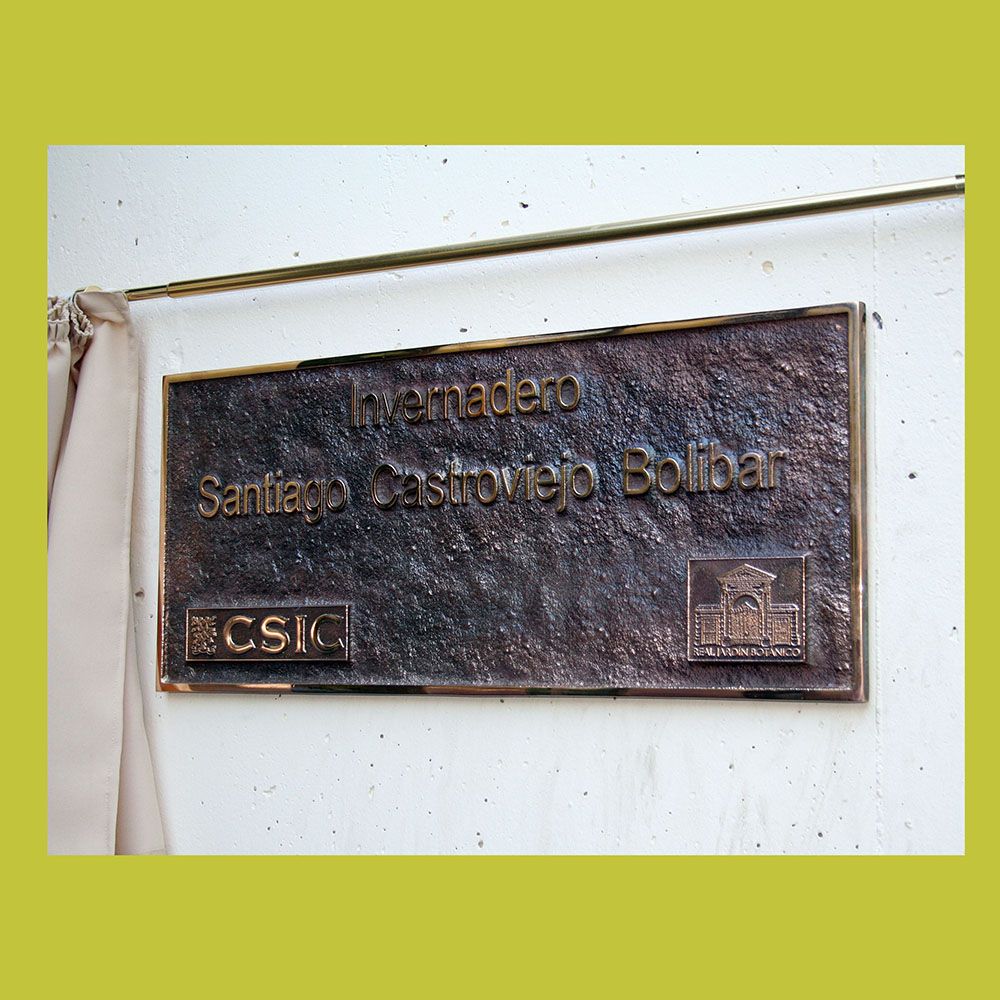 Invernadero
Santiago Castroviejo Bolibar
CSIC
REAL JARDIN BOTANICO